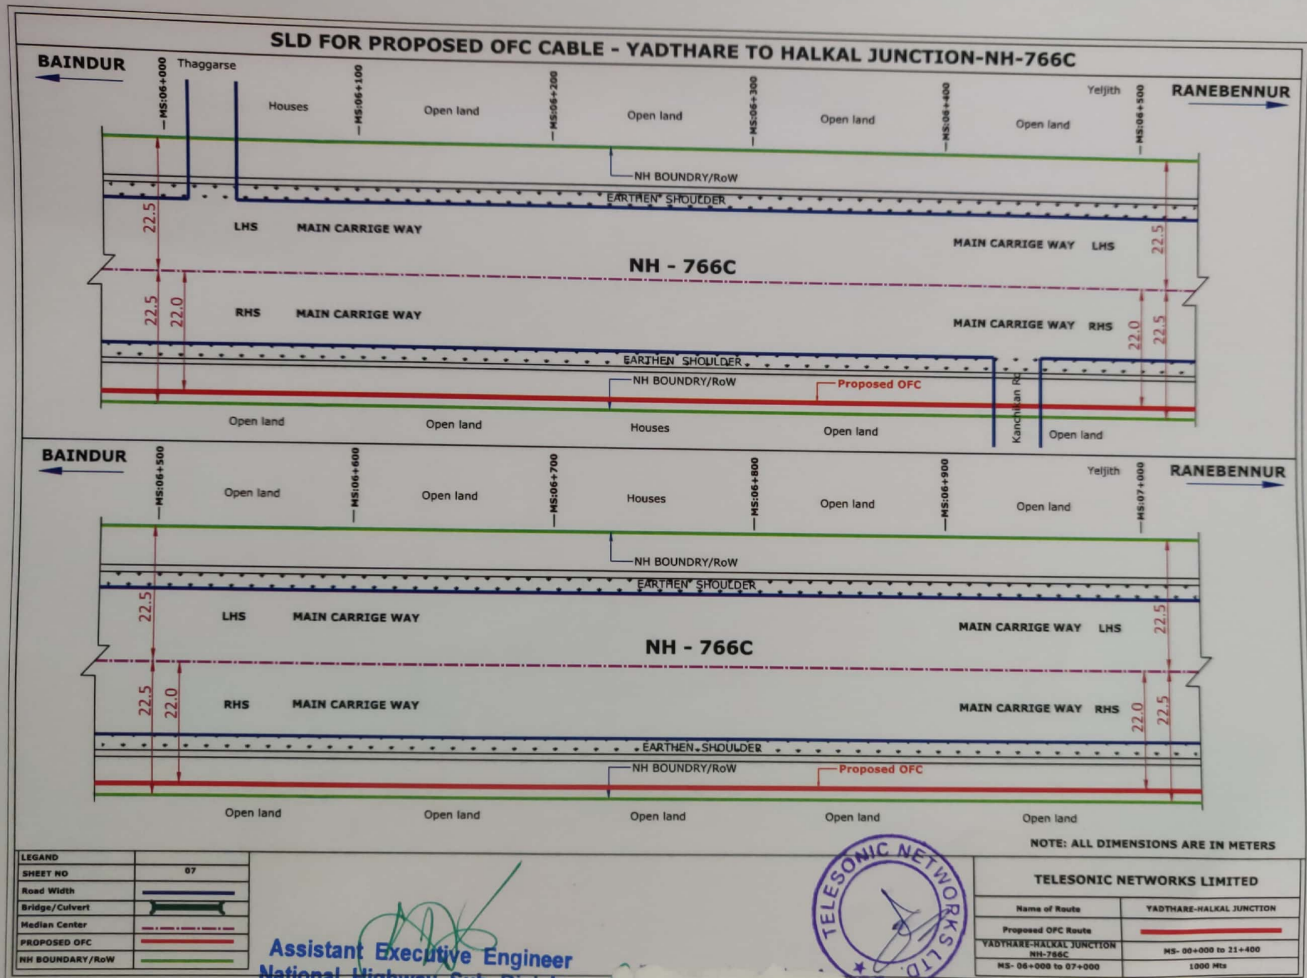 SLD FOR PROPOSED OFC CABLE - YADTHARE TO HALKAL JUNCTION-NH-766C
BAINDUR
Thaggarse
MS:06+000
Houses
MS:06+100
Open land
MS:06+200
Open land
MS:06+300
Open land
MS:06+400
Open land
Yeljith
MS:06+500
RANEBENNUR
NH BOUNDRY/RoW
EARTHEN SHOULDER
22.5
LHS MAIN CARRIGE WAY
MAIN CARRIGE WAY LHS
22.5
NH - 766C
22.5
22.0
RHS MAIN CARRIGE WAY
MAIN CARRIGE WAY RHS
22.0
22.5
EARTHEN SHOULDER
NH BOUNDRY/RoW
Proposed OFC
Kanchikan
Open land
Open land
Houses
Open land
Open land
BAINDUR
MS:06+500
Open land
MS:06+600
Open land
MS:06+700
Houses
MS:06+800
Open land
MS:06+900
Open land
Yeljith
MS:07+000
RANEBENNUR
NH BOUNDRY/RoW
EARTHEN SHOULDER
22.5
LHS MAIN CARRIGE WAY
MAIN CARRIGE WAY LHS
22.5
NH - 766C
22.5
22.0
RHS MAIN CARRIGE WAY
MAIN CARRIGE WAY RHS
22.0
22.5
EARTHEN SHOULDER
NH BOUNDRY/RoW
Proposed OFC
Open land
Open land
Open land
Open land
Open land
NOTE: ALL DIMENSIONS ARE IN METERS
LEGAND
SHEET NO 07
Road Width
Bridge/Culvert
Median Center
PROPOSED OFC
NH BOUNDARY/RoW
Assistant Executive Engineer
National Highway Sub
TELESONIC NETWORKS LTD.
TELESONIC NETWORKS LIMITED
Name of Route YADTHARE-HALKAL JUNCTION
Proposed OFC Route
YADTHARE-HALKAL JUNCTION
NH-766C
MS- 00+000 to 21+400
MS- 06+000 to 07+000 1000 Mts